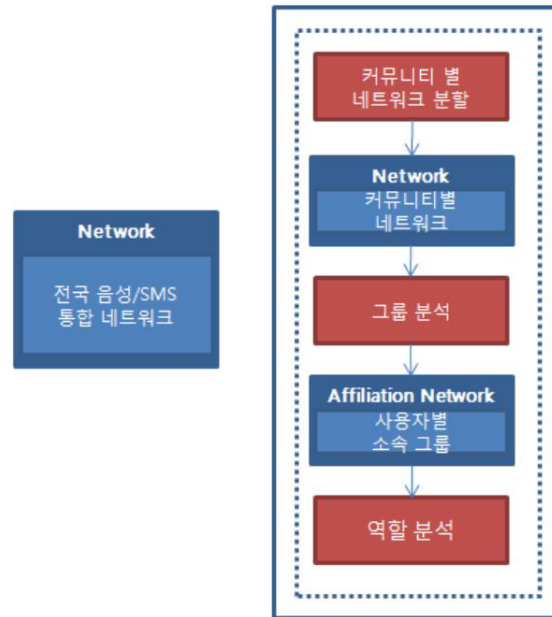 Network
전국 음성/SMS
통합 네트워크
커뮤니티 별
네트워크 분할
Network
커뮤니티별
네트워크
그룹 분석
Affiliation Network
사용자별
소속 그룹
역할 분석